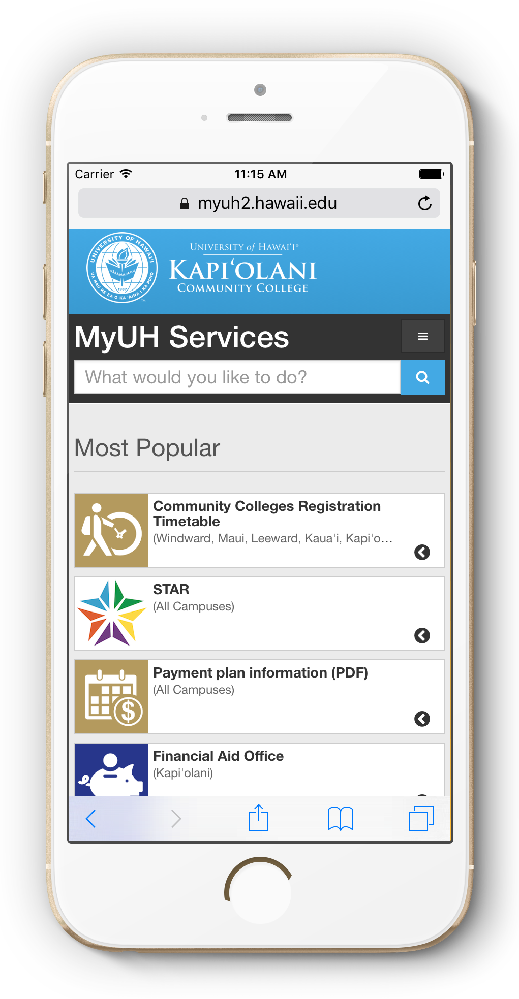 Carrier 11:15 AM
myuh2.hawaii.edu
UNIVERSITY OF HAWAI‘I
MĀLAMALAMA
1907
UA MAU KE EA O KA ‘ĀINA I KA PONO
TM
UNIVERSITY of HAWAI‘I®
KAPI‘OLANI
COMMUNITY COLLEGE
MyUH Services
What would you like to do?
Most Popular
Community Colleges Registration
Timetable
(Windward, Maui, Leeward, Kaua'i, Kapi'o...
STAR
(All Campuses)
Payment plan information (PDF)
(All Campuses)
$
Financial Aid Office
(Kapi'olani)